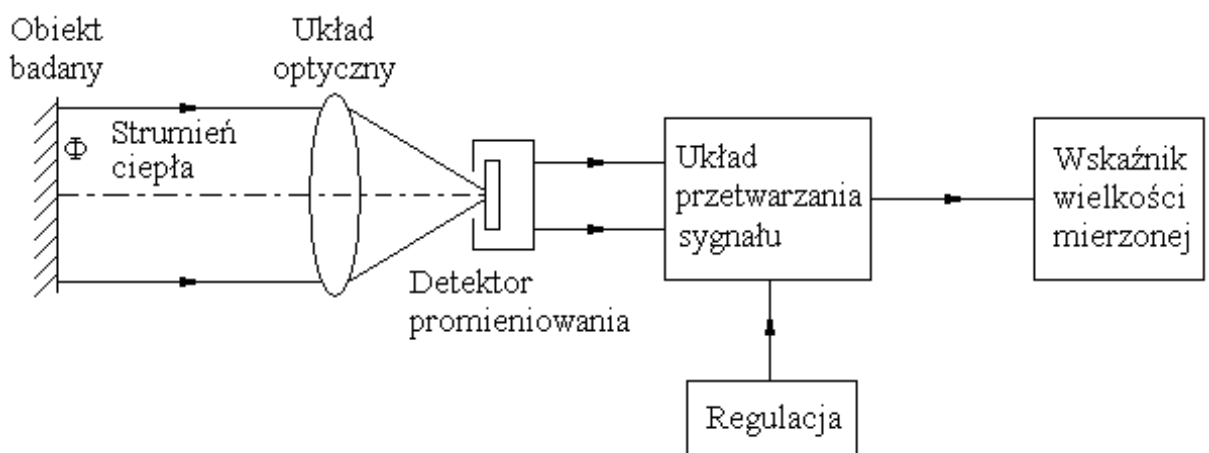 Obiekt
badany
Układ
optyczny
Φ
Strumień
ciepła
Detektor
promieniowania
Układ
przetwarzania
sygnału
Wskaźnik
wielkości
mierzonej
Regulacja